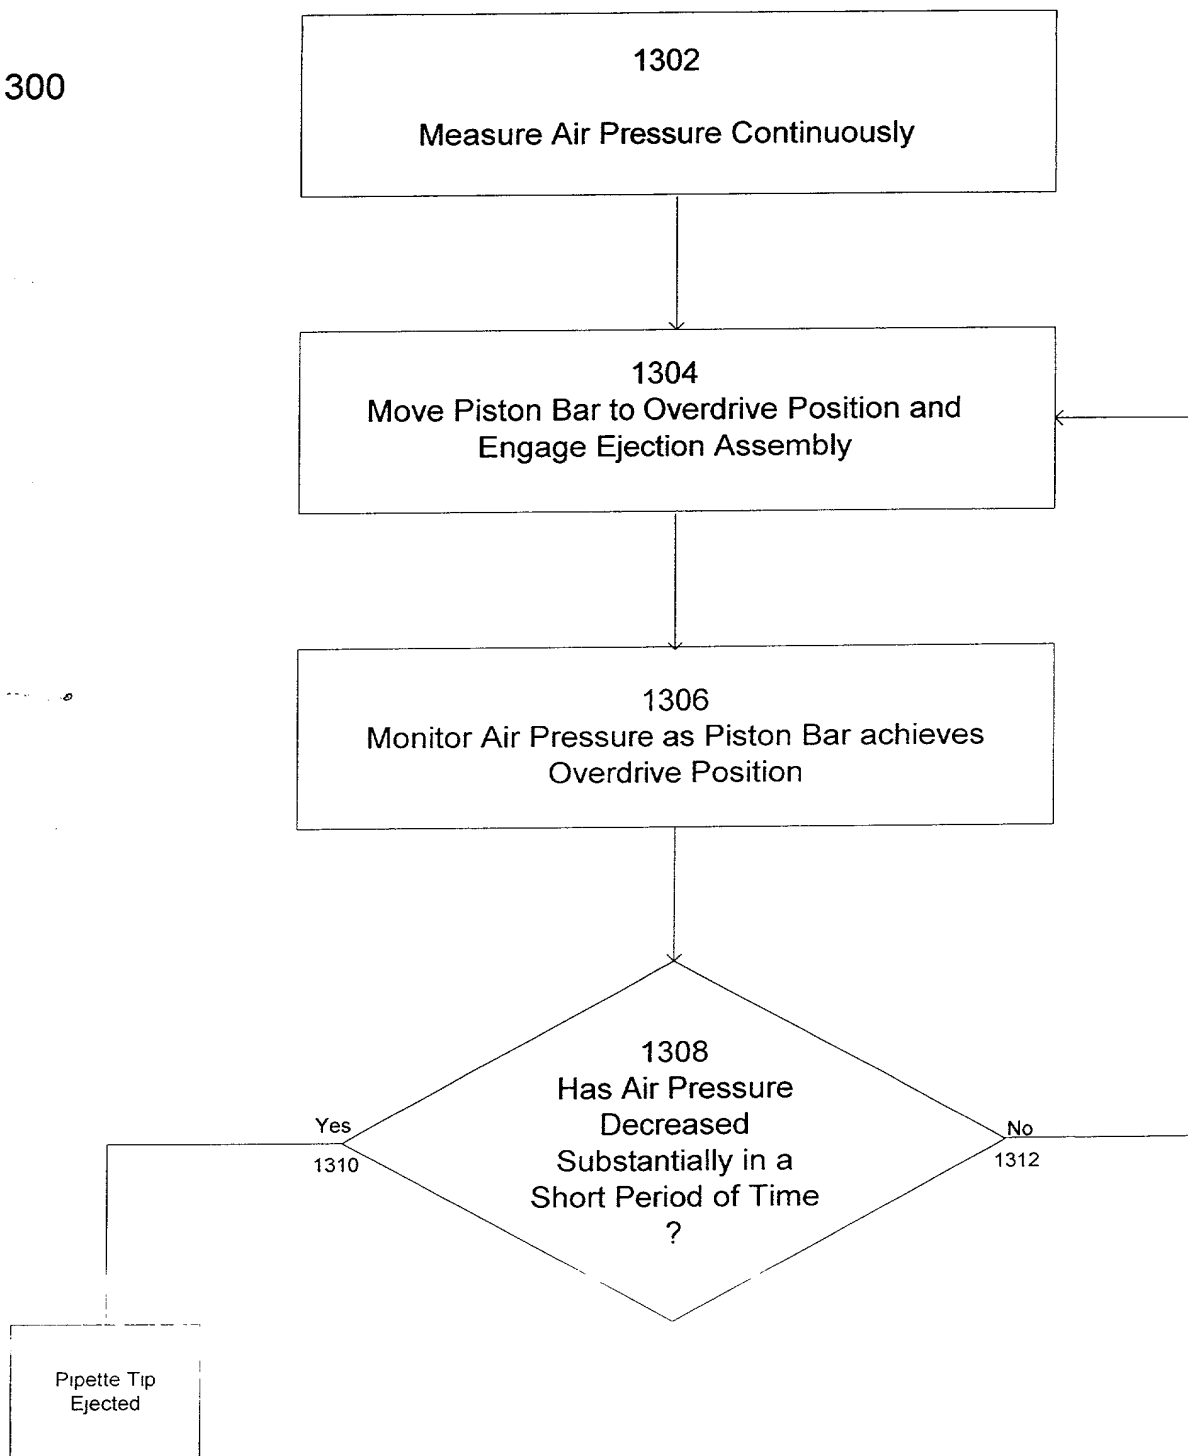 300
1302
Measure Air Pressure Continuously
1304
Move Piston Bar to Overdrive Position and
Engage Ejection Assembly
1306
Monitor Air Pressure as Piston Bar achieves
Overdrive Position
1308
Has Air Pressure
Decreased
Substantially in a
Short Period of Time
?
Yes
1310
No
1312
Pipette Tip
Ejected